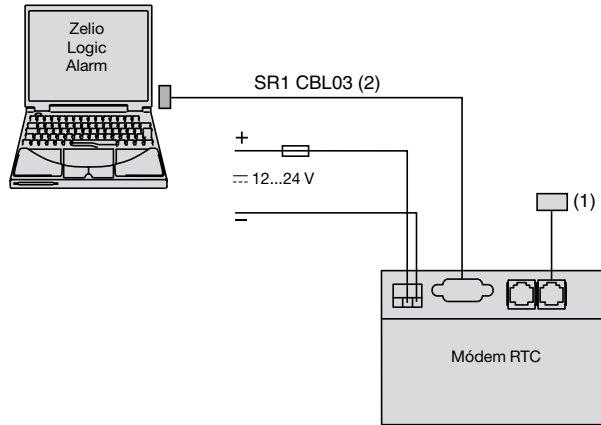 Zelio
Logic
Alarm
SR1 CBL03 (2)
+
12...24 V
–
(1)
Módem RTC